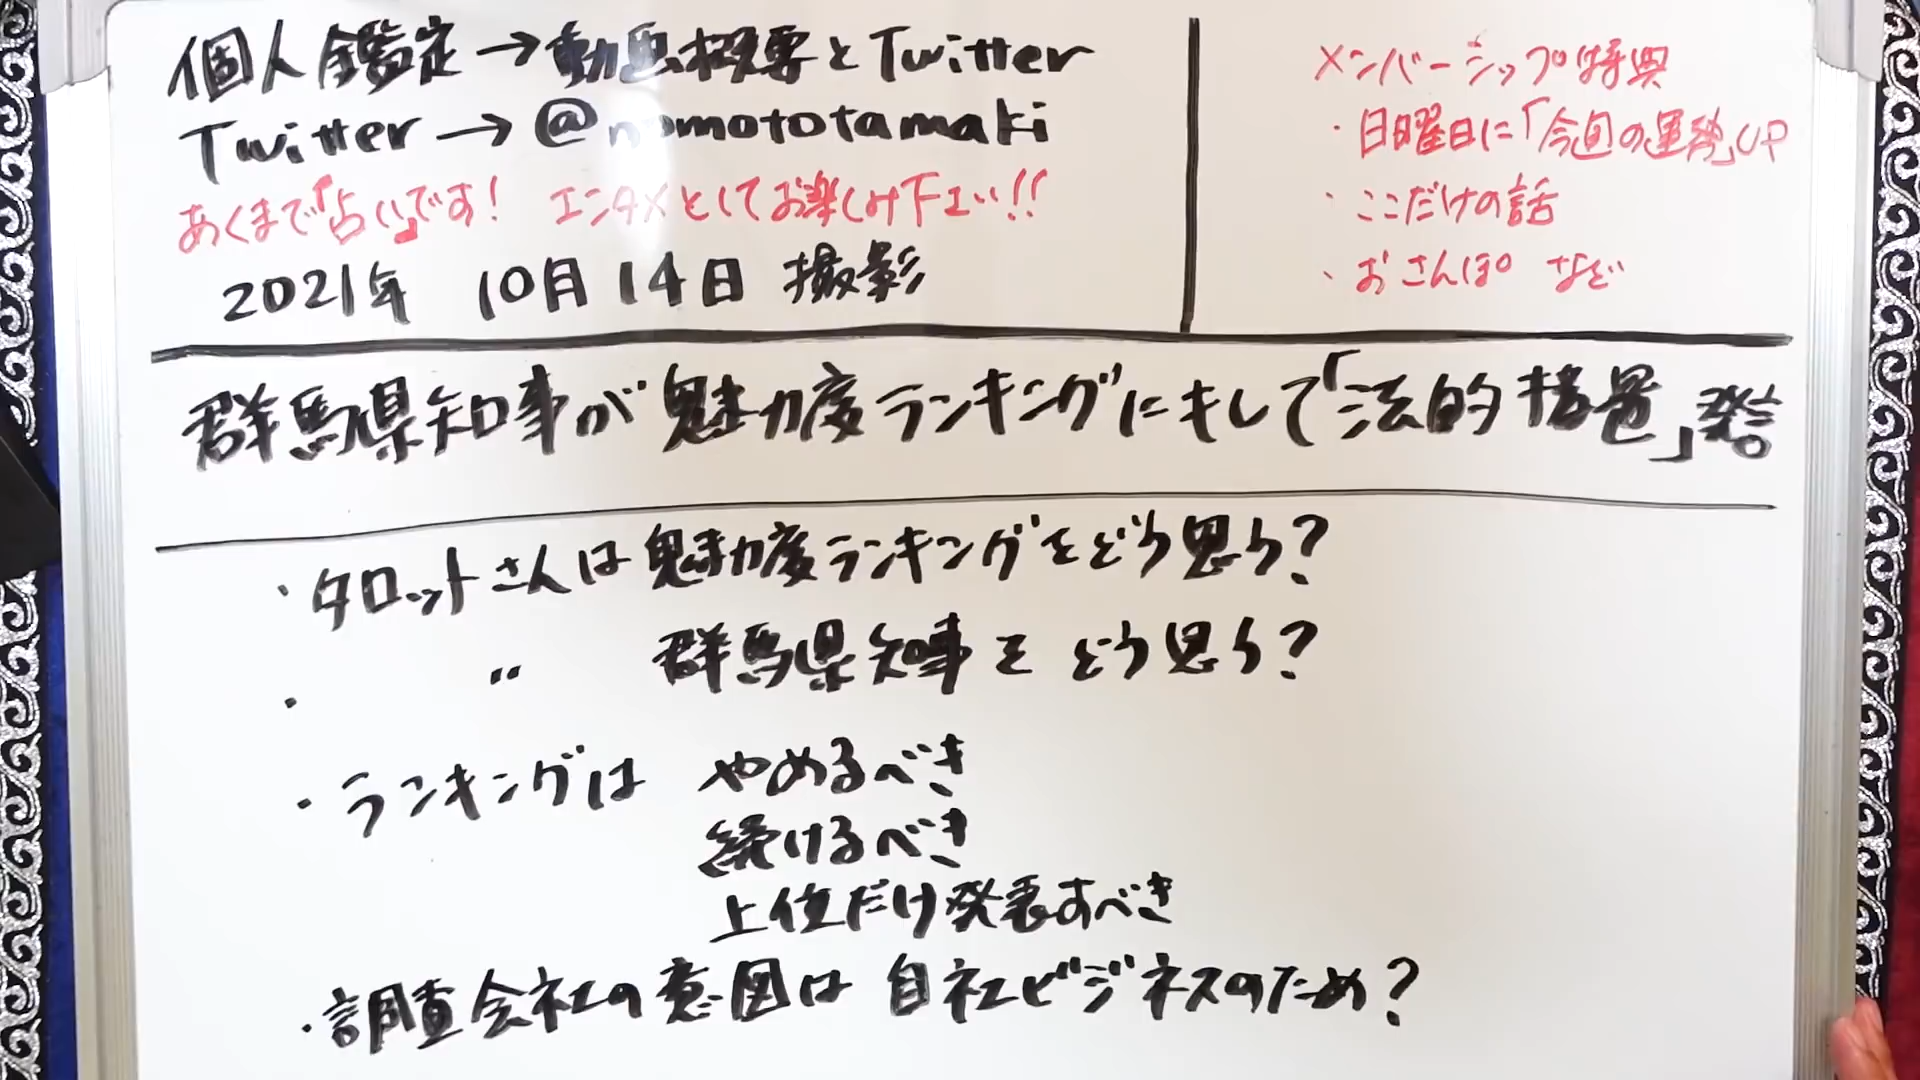 個人鑑定→動画概要とTwitter
Twitter→@nomototamaki
あくまで「占い」です! エンタメとしてお楽しみ下さい!!
2021年 10月14日 撮影
メンバーシップ特典
・日曜日に「今週の運勢」UP
・ここだけの話
・おさんぽ など
群馬県知事が魅力度ランキングに対して「法的措置」発言
・タロットさんは魅力度ランキングをどう思う?
・ 〃 群馬県知事をどう思う?
・ランキングは やめるべき
続けるべき
上位だけ発表すべき
・調査会社の意図は自社ビジネスのため?